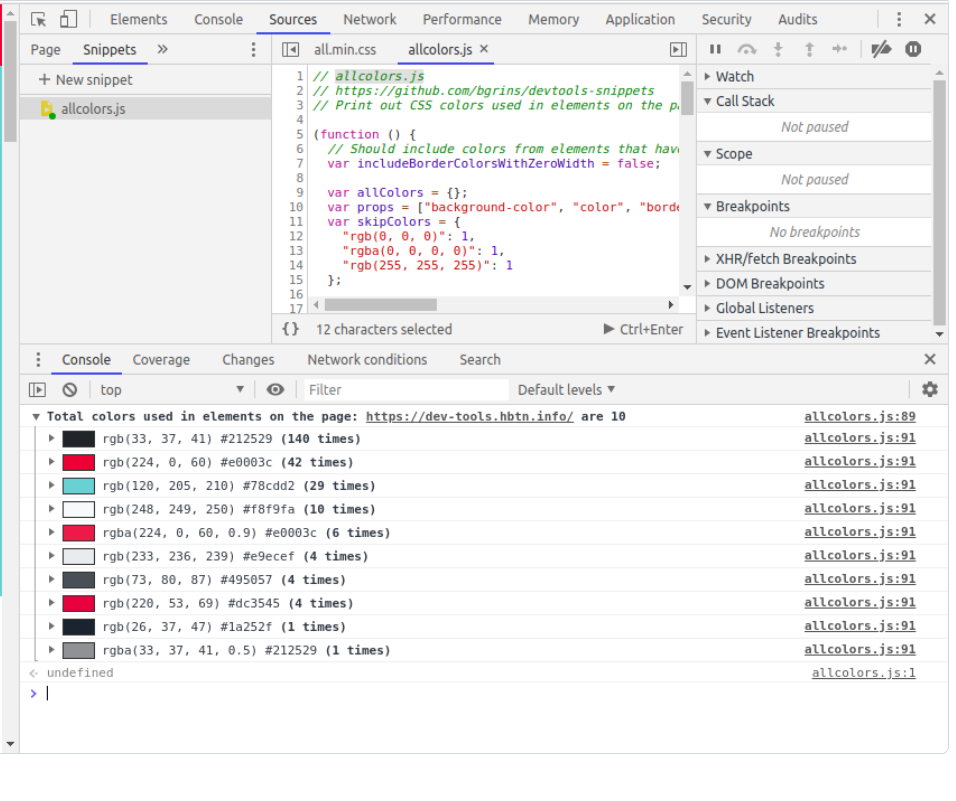 Elements Console Sources Network Performance Memory Application Security Audits
Page Snippets
all.min.css allcolors.js
New snippet
allcolors.js
1 // allcolors.js
2 // https://github.com/bgrins/devtools-snippets
3 // Print out CSS colors used in elements on the pa
4
5 (function () {
6 // Should include colors from elements that have
7 var includeBorderColorsWithZeroWidth = false;
8
9 var allColors = {};
10 var props = ["background-color", "color", "borde
11 var skipColors = {
12 "rgb(0, 0, 0)": 1,
13 "rgba(0, 0, 0, 0)": 1,
14 "rgb(255, 255, 255)": 1
15 };
16
17
{} 12 characters selected Ctrl+Enter
Watch
Call Stack
Not paused
Scope
Not paused
Breakpoints
No breakpoints
XHR/fetch Breakpoints
DOM Breakpoints
Global Listeners
Event Listener Breakpoints
Console Coverage Changes Network conditions Search
top Filter Default levels
Total colors used in elements on the page: https://dev-tools.hbtn.info/ are 10 allcolors.js:89
rgb(33, 37, 41) #212529 (140 times) allcolors.js:91
rgb(224, 0, 60) #e0003c (42 times) allcolors.js:91
rgb(120, 205, 210) #78cdd2 (29 times) allcolors.js:91
rgb(248, 249, 250) #f8f9fa (10 times) allcolors.js:91
rgba(224, 0, 60, 0.9) #e0003c (6 times) allcolors.js:91
rgb(233, 236, 239) #e9ecef (4 times) allcolors.js:91
rgb(73, 80, 87) #495057 (4 times) allcolors.js:91
rgb(220, 53, 69) #dc3545 (4 times) allcolors.js:91
rgb(26, 37, 47) #1a252f (1 times) allcolors.js:91
rgba(33, 37, 41, 0.5) #212529 (1 times) allcolors.js:91
undefined allcolors.js:1